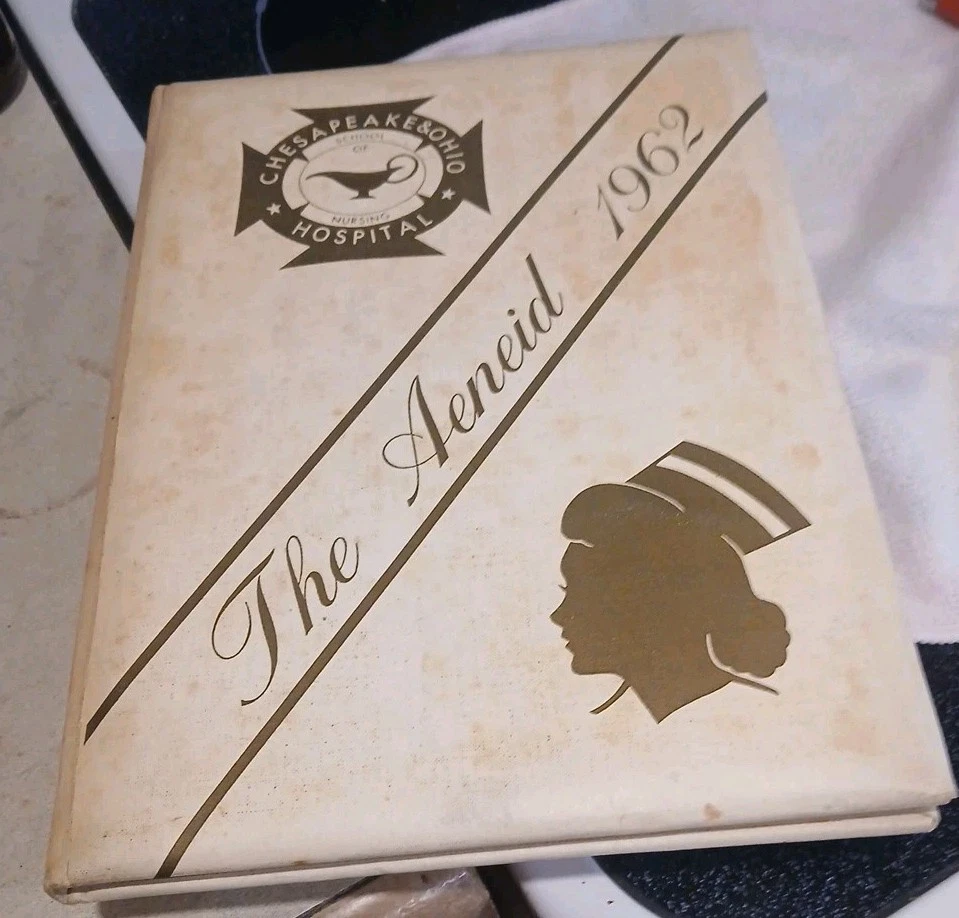 CHESAPEAKE&OHIO
SCHOOL
OF
NURSING
HOSPITAL
The Aeneid 1962